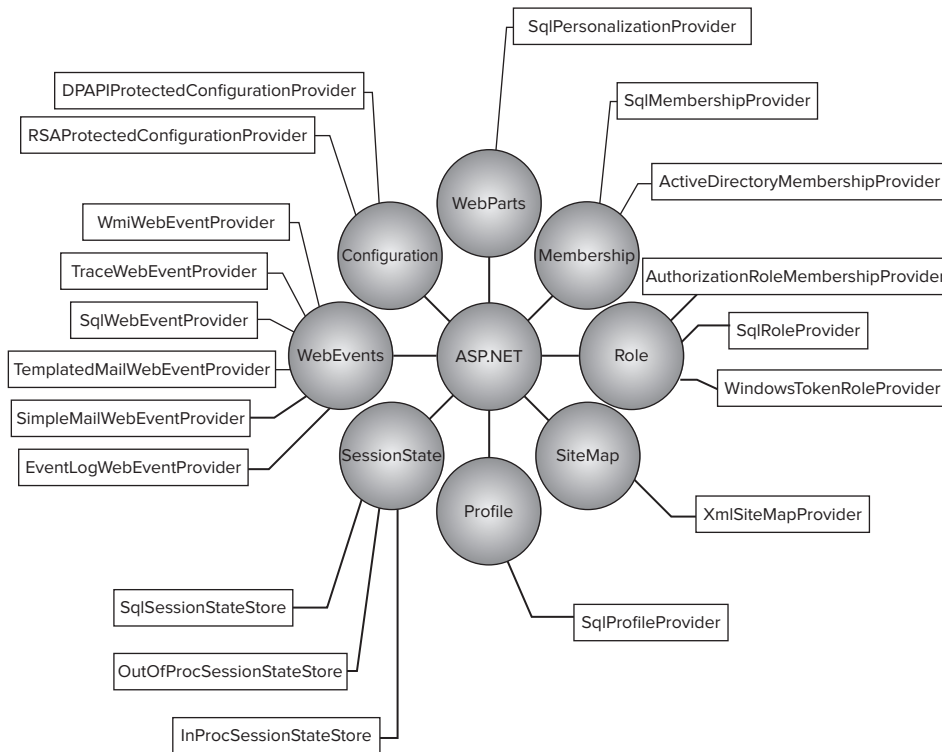 SqlPersonalizationProvider
DPAPIProtectedConfigurationProvider
SqlMembershipProvider
RSAProtectedConfigurationProvider
ActiveDirectoryMembershipProvider
WebParts
WmiWebEventProvider
Configuration
Membership
TraceWebEventProvider
AuthorizationRoleMembershipProvider
SqlWebEventProvider
SqlRoleProvider
WebEvents
ASP.NET
Role
TemplatedMailWebEventProvider
WindowsTokenRoleProvider
SimpleMailWebEventProvider
SessionState
SiteMap
EventLogWebEventProvider
Profile
XmlSiteMapProvider
SqlSessionStateStore
SqlProfileProvider
OutOfProcSessionStateStore
InProcSessionStateStore